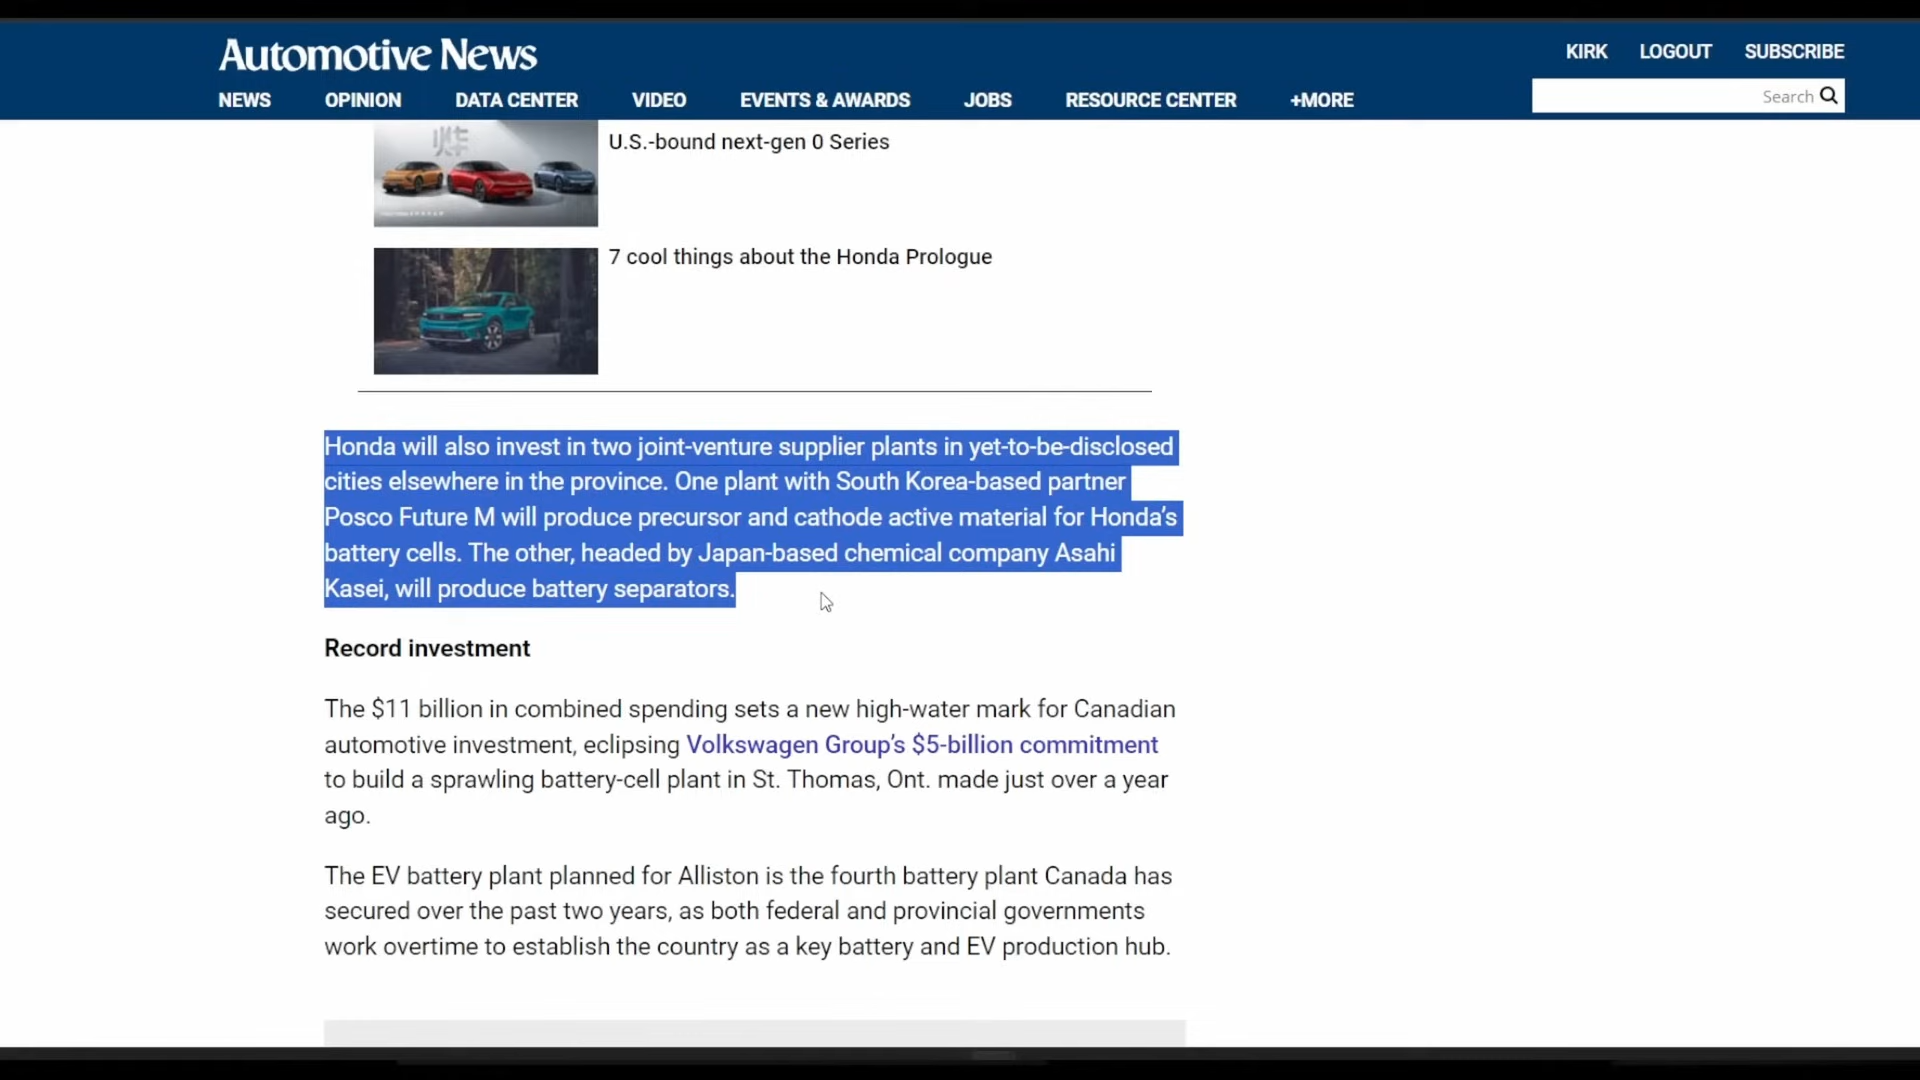 Automotive News
KIRK LOGOUT SUBSCRIBE
NEWS OPINION DATA CENTER VIDEO EVENTS & AWARDS JOBS RESOURCE CENTER +MORE
Search
U.S.-bound next-gen 0 Series
7 cool things about the Honda Prologue
Honda will also invest in two joint-venture supplier plants in yet-to-be-disclosed
cities elsewhere in the province. One plant with South Korea-based partner
Posco Future M will produce precursor and cathode active material for Honda’s
battery cells. The other, headed by Japan-based chemical company Asahi
Kasei, will produce battery separators.
Record investment
The $11 billion in combined spending sets a new high-water mark for Canadian
automotive investment, eclipsing Volkswagen Group’s $5-billion commitment
to build a sprawling battery-cell plant in St. Thomas, Ont. made just over a year
ago.
The EV battery plant planned for Alliston is the fourth battery plant Canada has
secured over the past two years, as both federal and provincial governments
work overtime to establish the country as a key battery and EV production hub.